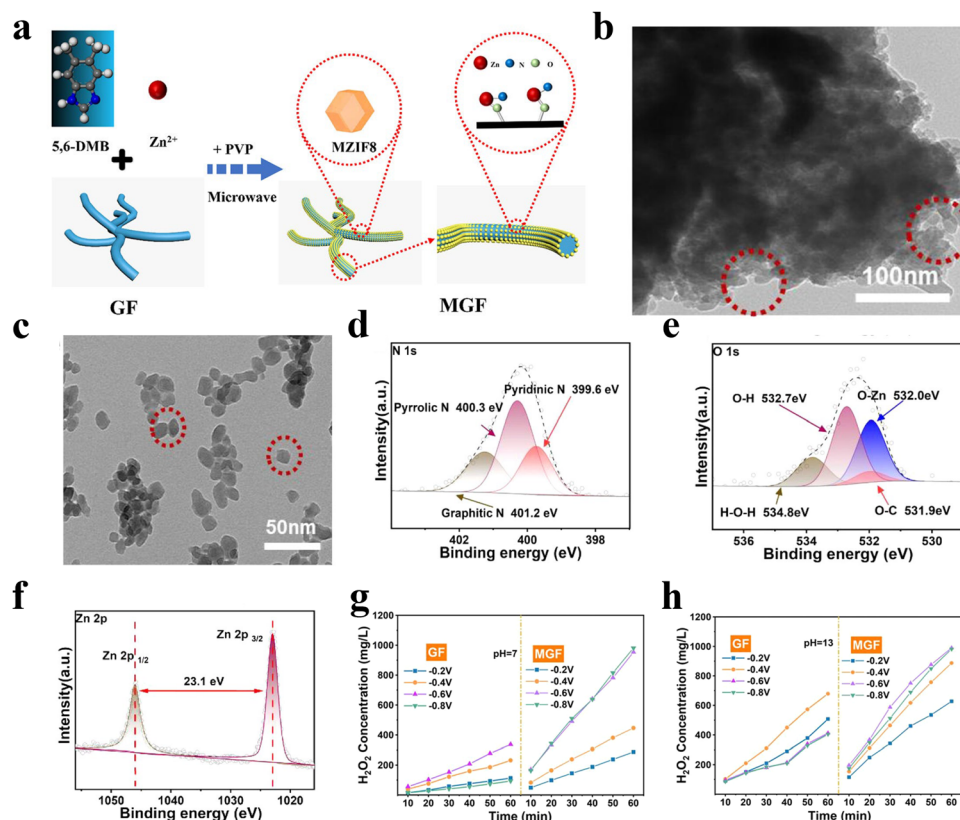 a
5,6-DMB
Zn²⁺
+ PVP
Microwave
MZIF8
Zn N O
GF
MGF
b
100nm
c
50nm
d
N 1s
Pyrrolic N 400.3 eV
Pyridinic N 399.6 eV
Graphitic N 401.2 eV
Intensity(a.u.)
402 400 398
Binding energy (eV)
e
O 1s
O-H 532.7eV
O-Zn 532.0eV
H-O-H 534.8eV
O-C 531.9eV
Intensity(a.u.)
536 534 532 530
Binding energy (eV)
f
Zn 2p
Zn 2p 1/2
Zn 2p 3/2
23.1 eV
Intensity(a.u.)
1050 1040 1030 1020
Binding energy (eV)
g
H₂O₂ Concentration (mg/L)
1200
1000
800
600
400
200
GF
pH=7
MGF
-0.2V
-0.4V
-0.6V
-0.8V
-0.2V
-0.4V
-0.6V
-0.8V
10 20 30 40 50 60 10 20 30 40 50 60
Time (min)
h
H₂O₂ Concentration (mg/L)
1200
1000
800
600
400
200
GF
pH=13
MGF
-0.2V
-0.4V
-0.6V
-0.8V
-0.2V
-0.4V
-0.6V
-0.8V
10 20 30 40 50 60 10 20 30 40 50 60
Time (min)